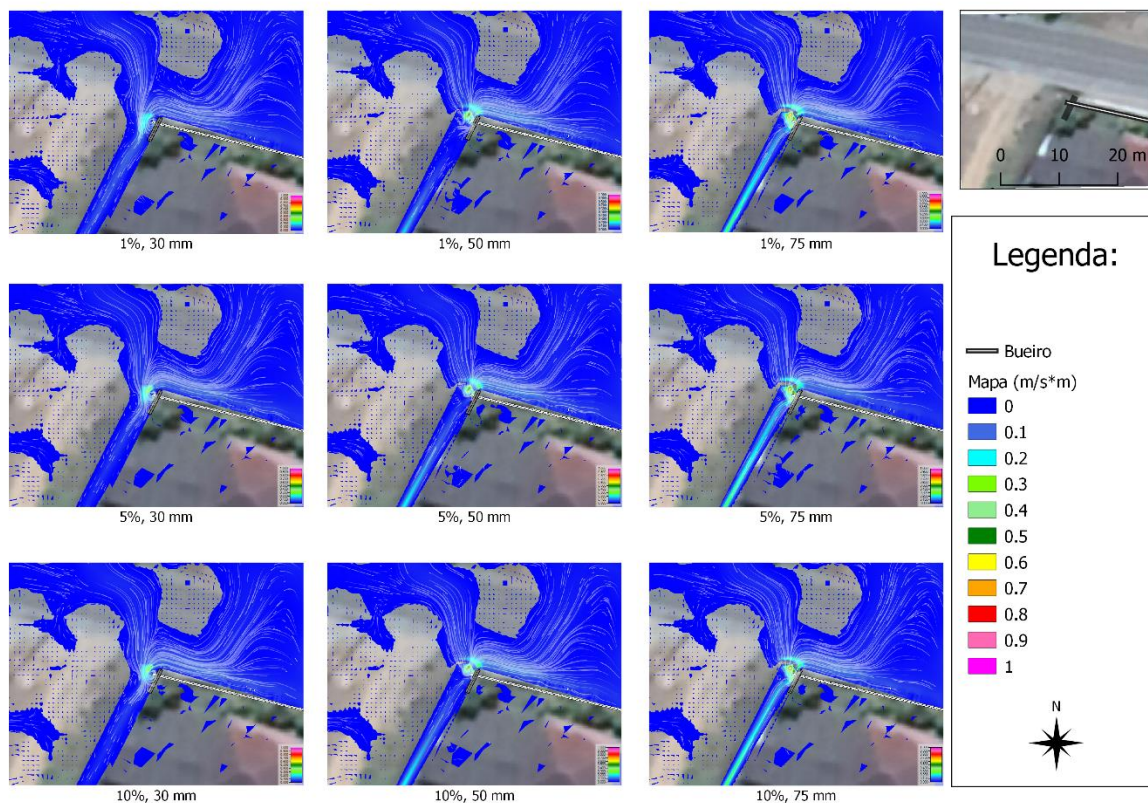 1%, 30 mm
1%, 50 mm
1%, 75 mm
0 10 20 m
5%, 30 mm
5%, 50 mm
5%, 75 mm
10%, 30 mm
10%, 50 mm
10%, 75 mm
Legenda:
Bueiro
Mapa (m/s*m)
0
0.1
0.2
0.3
0.4
0.5
0.6
0.7
0.8
0.9
1
N